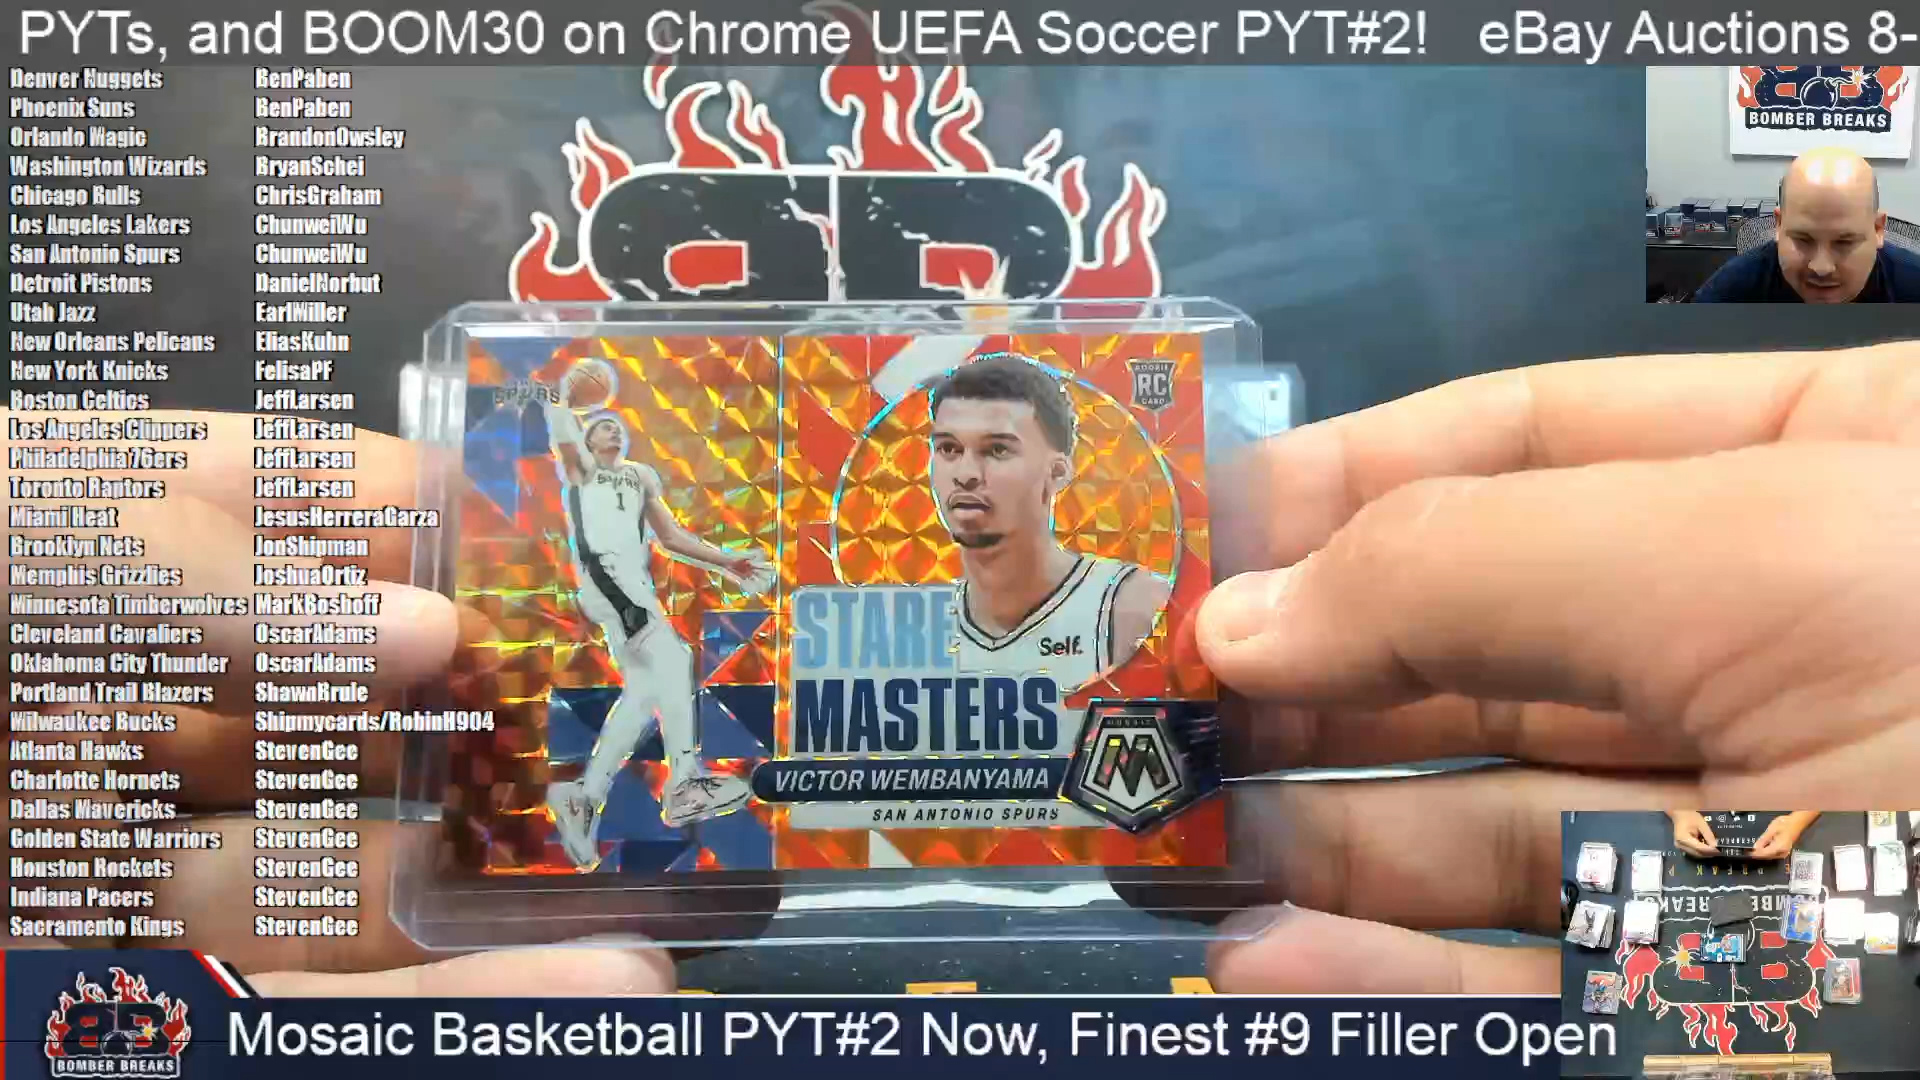 PYTs, and BOOM30 on Chrome UEFA Soccer PYT#2! eBay Auctions 8-
Denver Nuggets BenPaben
Phoenix Suns BenPaben
Orlando Magic BrandonOwsley
Washington Wizards BryanSchei
Chicago Bulls ChrisGraham
Los Angeles Lakers ChunweiWu
San Antonio Spurs ChunweiWu
Detroit Pistons DanielNorbut
Utah Jazz EarlMiller
New Orleans Pelicans EliasKuhn
New York Knicks FelisaPF
Boston Celtics JeffLarsen
Los Angeles Clippers JeffLarsen
Philadelphia 76ers JeffLarsen
Toronto Raptors JeffLarsen
Miami Heat JesusHerreraGarza
Brooklyn Nets JonShipman
Memphis Grizzlies JoshuaOrtiz
Minnesota Timberwolves MarkBoshoff
Cleveland Cavaliers OscarAdams
Oklahoma City Thunder OscarAdams
Portland Trail Blazers ShawnBrule
Milwaukee Bucks Shipmycards/RobinH904
Atlanta Hawks StevenGee
Charlotte Hornets StevenGee
Dallas Mavericks StevenGee
Golden State Warriors StevenGee
Houston Rockets StevenGee
Indiana Pacers StevenGee
Sacramento Kings StevenGee
BOMBER BREAKS
SPURS
ROOKIE
RC
CARD
SPURS
1
Self.
STARE
MASTERS
MOSAIC
M
VICTOR WEMBANYAMA
SAN ANTONIO SPURS
BOMBER BREAKS
Mosaic Basketball PYT#2 Now, Finest #9 Filler Open